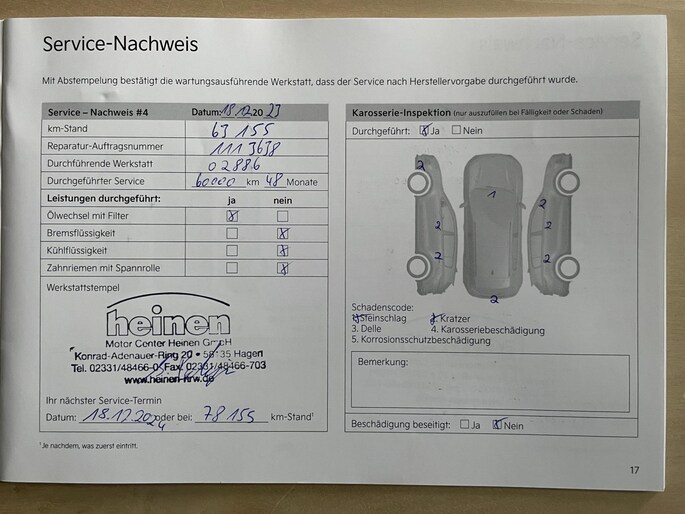 Service-Nachweis
Mit Abstempelung bestätigt die wartungsausführende Werkstatt, dass der Service nach Herstellervorgabe durchgeführt wurde.
Service – Nachweis #4 Datum: 18.12.2023
km-Stand 63 155
Reparatur-Auftragsnummer 1113638
Durchführende Werkstatt 02886
Durchgeführter Service 60000 km 48 Monate
Leistungen durchgeführt: ja nein
Ölwechsel mit Filter
Bremsflüssigkeit
Kühlflüssigkeit
Zahnriemen mit Spannrolle
Werkstattstempel
heinen
Motor Center Heinen GmbH
Konrad-Adenauer-Ring 20 • 58135 Hagen
Tel. 02331/48466-0 Fax 02331/48466-703
www.heinen-nrw.de
Ihr nächster Service-Termin
Datum: 18.12.2024 oder bei: 78 155 km-Stand¹
¹Je nachdem, was zuerst eintritt.
Karosserie-Inspektion (nur auszufüllen bei Fälligkeit oder Schaden)
Durchgeführt: Ja Nein
2
1
2 2
2 2
2 2
2
Schadenscode:
1. Steinschlag 2. Kratzer
3. Delle 4. Karosseriebeschädigung
5. Korrosionsschutzbeschädigung
Bemerkung:
Beschädigung beseitigt: Ja Nein
17